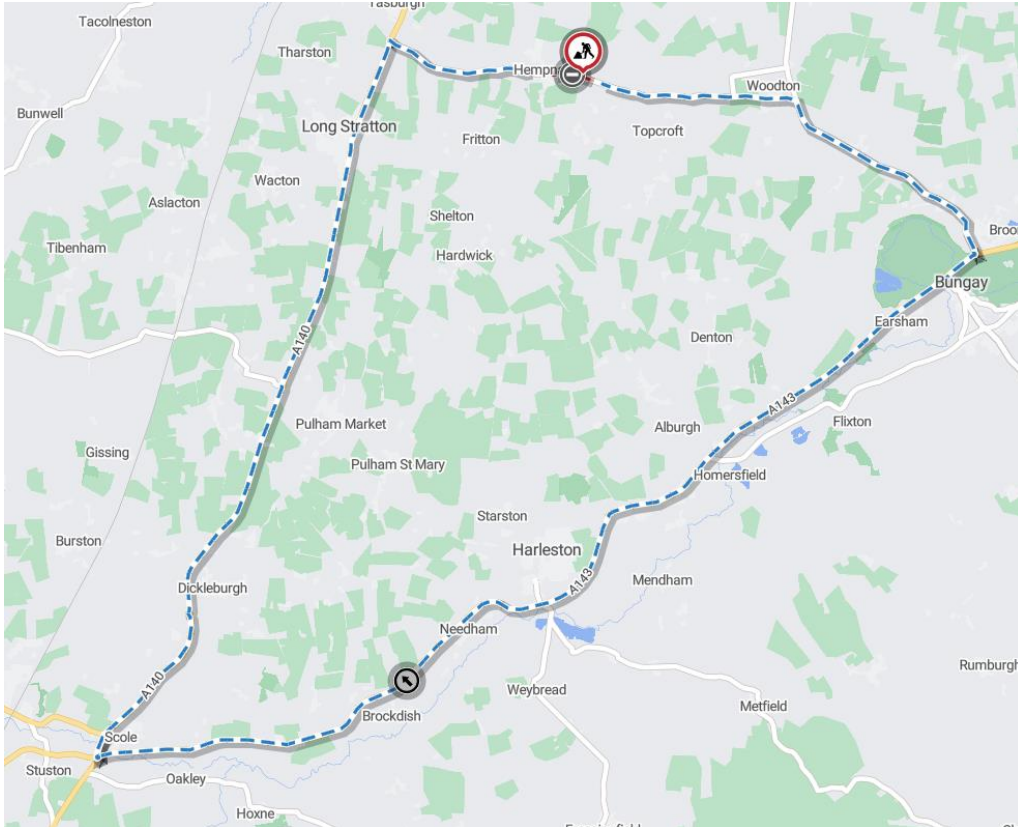 Tacolneston
Tharston
Bunwell
Woodton
Long Stratton
Topcroft
Fritton
Wacton
Aslacton
Shelton
Tibenham
Hardwick
Bungay
Earsham
A140
Denton
A143
Pulham Market
Alburgh
Flixton
Gissing
Pulham St Mary
Homersfield
Starston
Burston
Harleston
Mendham
A143
Dickleburgh
Needham
Rumburgh
A140
Weybread
Brockdish
Metfield
Scole
Stuston
Oakley
Hoxne